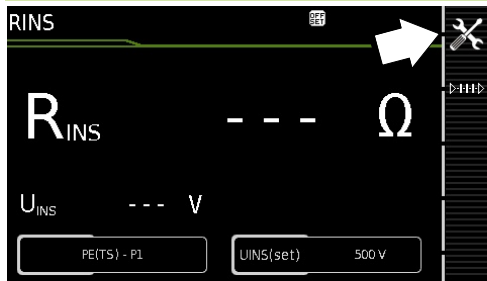 RINS
OFF
SET
RINS --- Ω
UINS --- V
PE(TS) - P1
UINS(set) 500 V